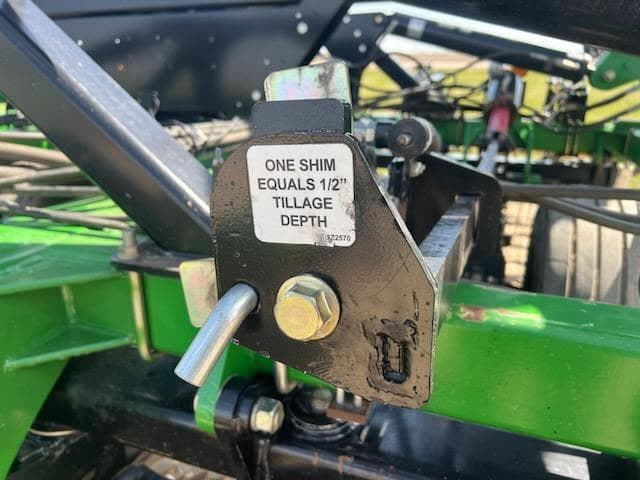 ONE SHIM
EQUALS 1/2”
TILLAGE
DEPTH